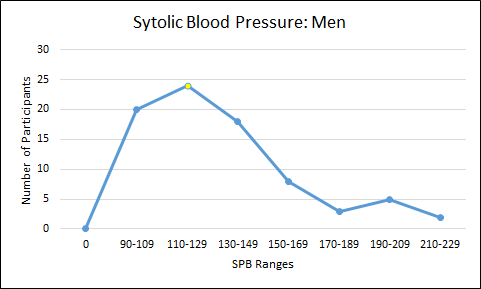 Sytolic Blood Pressure: Men
30
25
20
15
10
5
0
Number of Participants
0 90-109 110-129 130-149 150-169 170-189 190-209 210-229
SPB Ranges